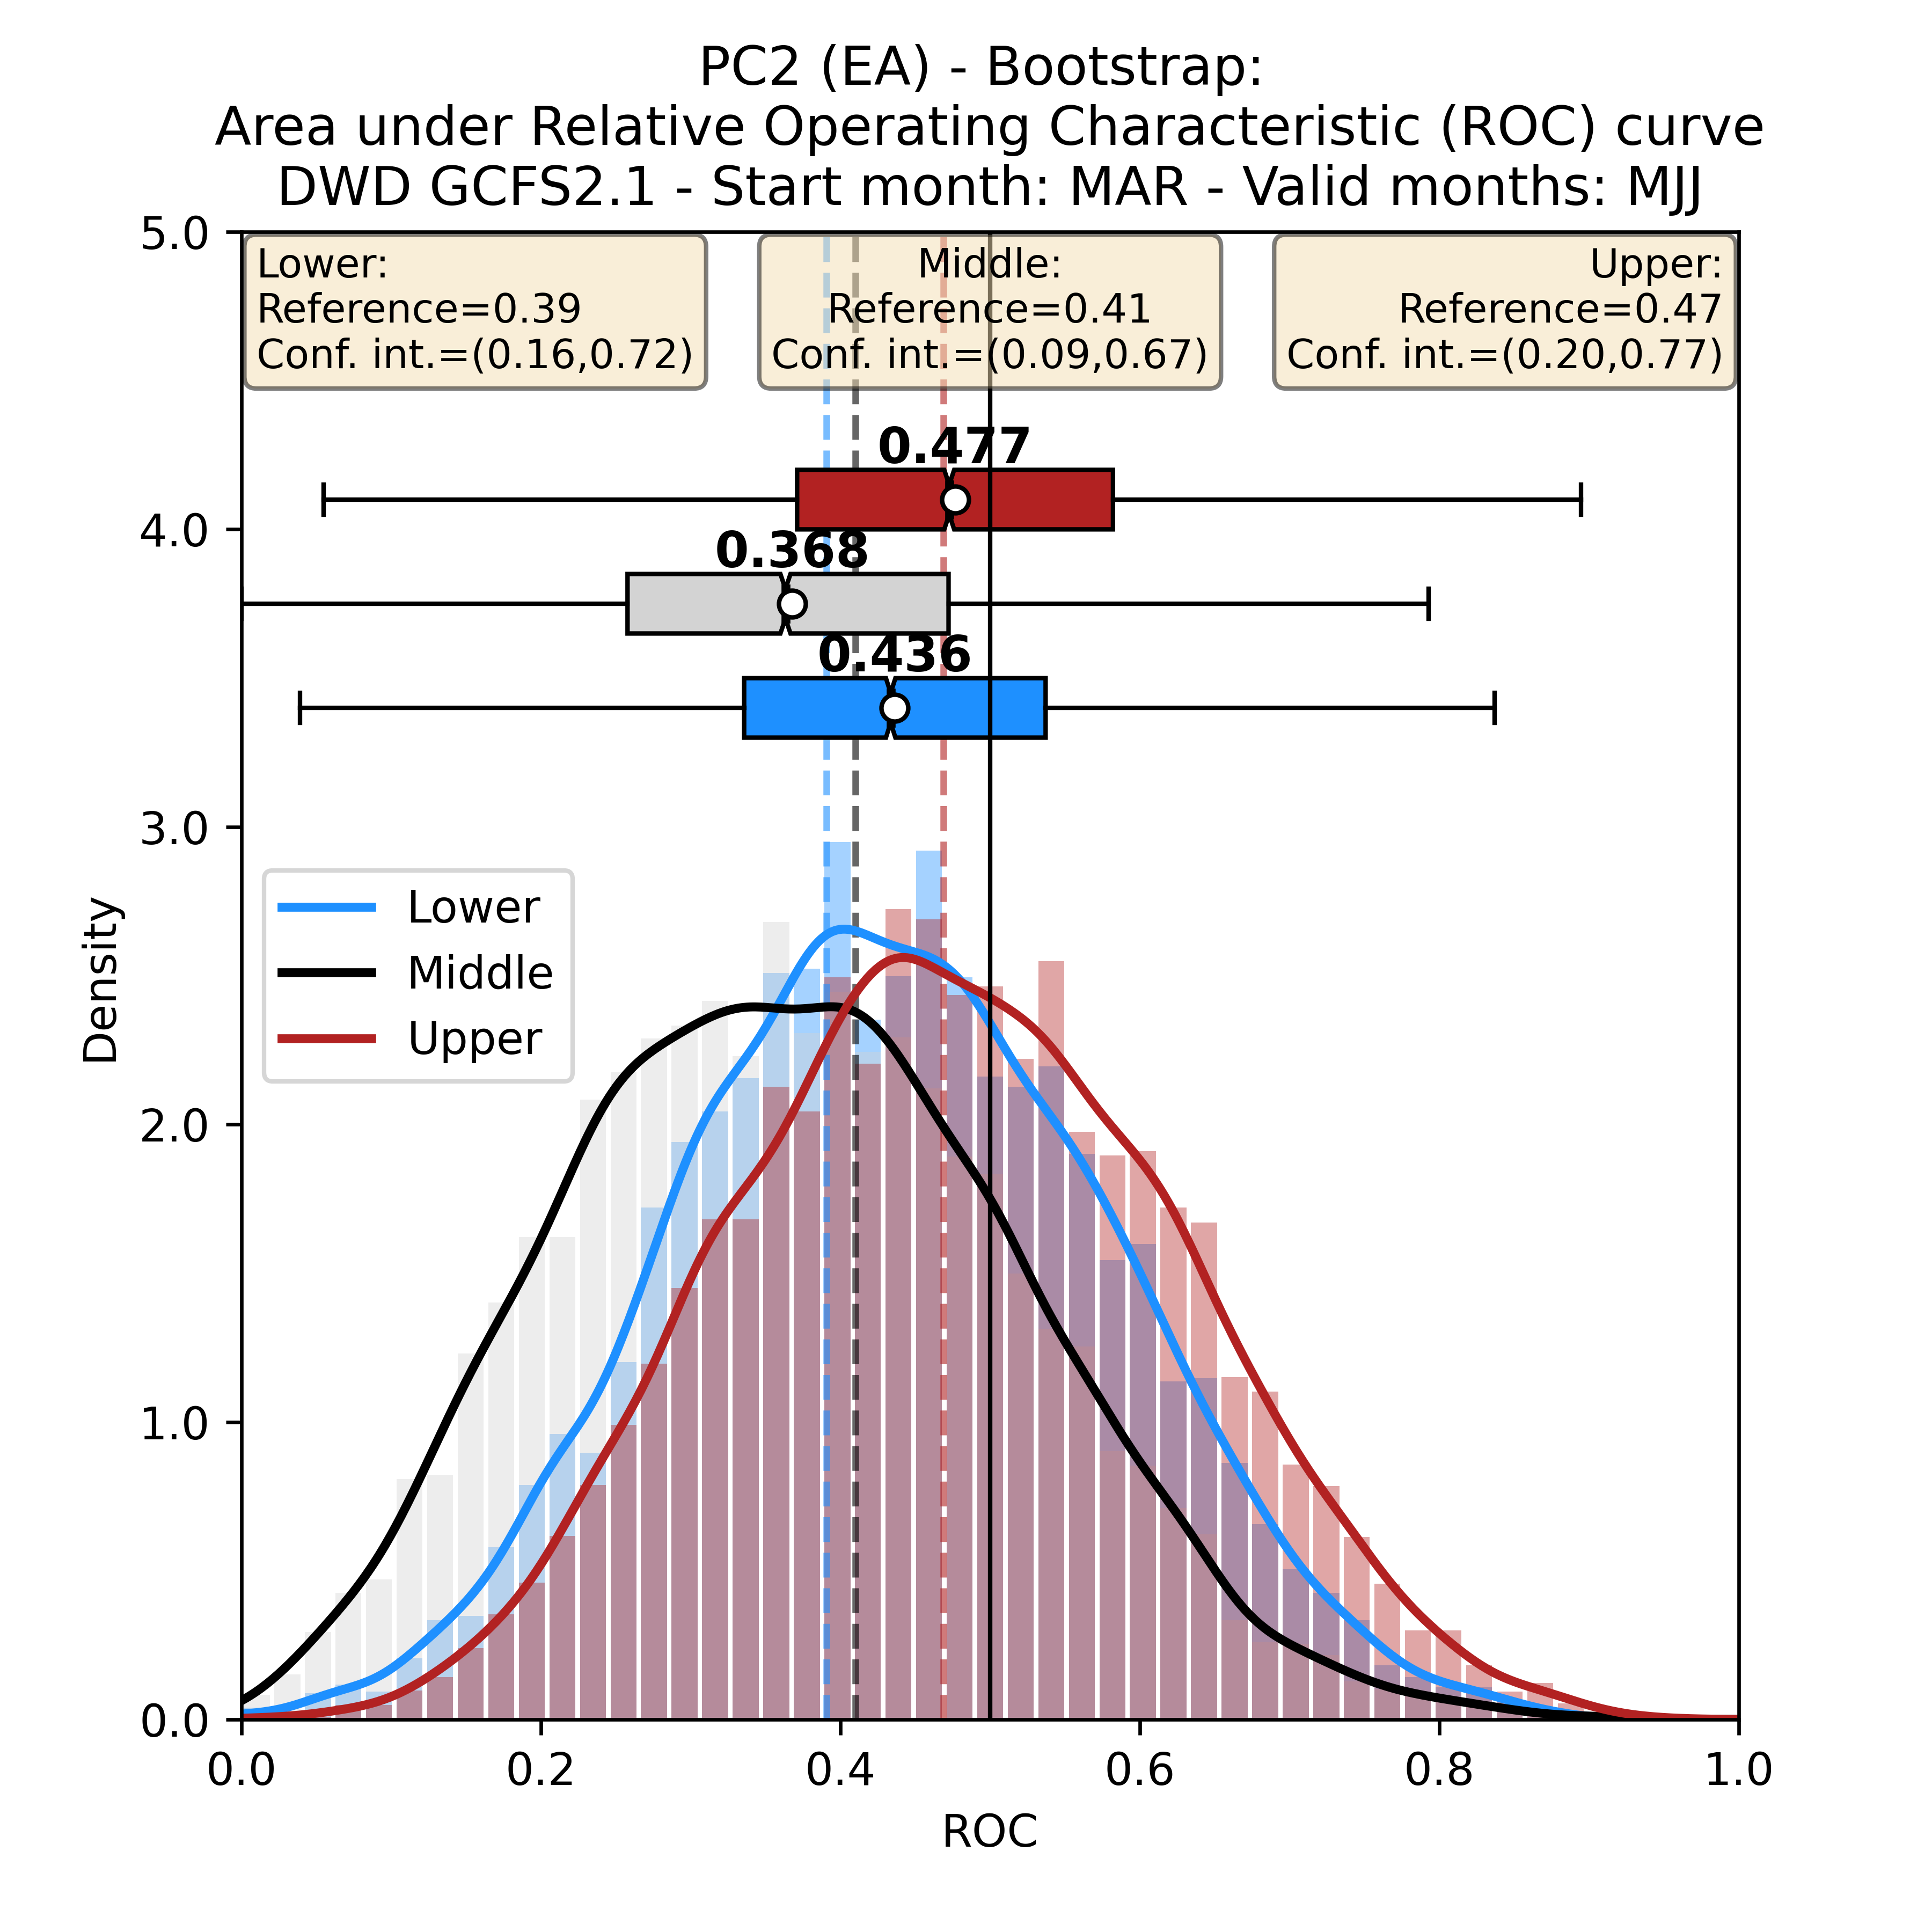 PC2 (EA) - Bootstrap:
Area under Relative Operating Characteristic (ROC) curve
DWD GCFS2.1 - Start month: MAR - Valid months: MJJ
Lower:
Reference=0.39
Conf. int.=(0.16,0.72)
Middle:
Reference=0.41
Conf. int.=(0.09,0.67)
Upper:
Reference=0.47
Conf. int.=(0.20,0.77)
0.477
0.368
0.436
Lower
Middle
Upper
Density
5.0
4.0
3.0
2.0
1.0
0.0
0.0 0.2 0.4 0.6 0.8 1.0
ROC